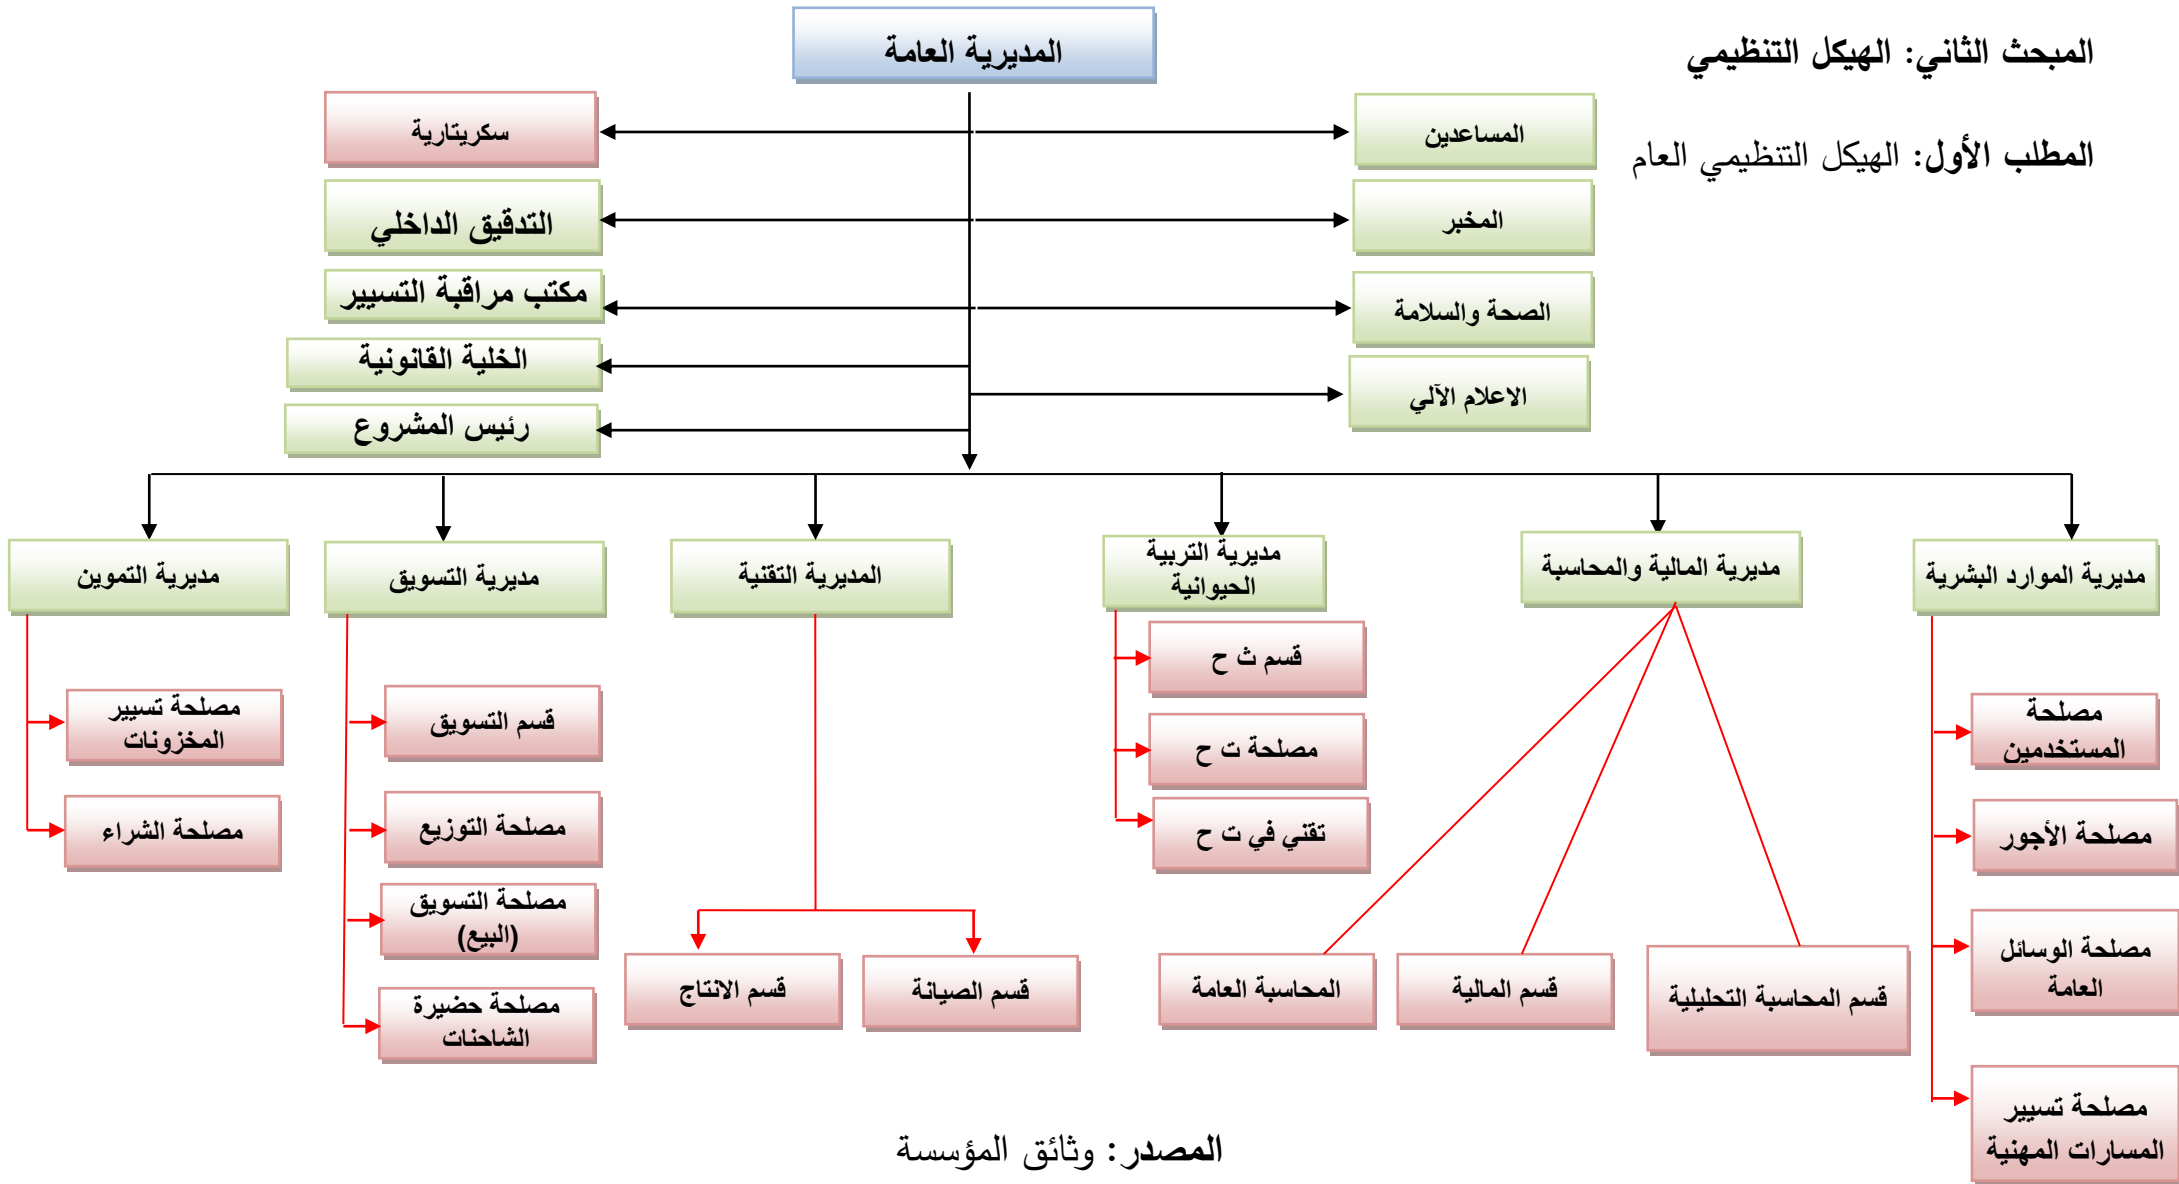 المبحث الثاني: الهيكل التنظيمي
المطلب الأول: الهيكل التنظيمي العام
المديرية العامة
المساعدين
سكريتارية
المخبر
التدقيق الداخلي
الصحة والسلامة
مكتب مراقبة التسيير
الاعلام الآلي
الخلية القانونية
رئيس المشروع
مديرية الموارد البشرية
مديرية المالية والمحاسبة
مديرية التربية
الحيوانية
المديرية التقنية
مديرية التسويق
مديرية التموين
مصلحة
المستخدمين
مصلحة الأجور
مصلحة الوسائل
العامة
مصلحة تسيير
المسارات المهنية
قسم المحاسبة التحليلية
قسم المالية
المحاسبة العامة
قسم ث ح
مصلحة ت ح
تقني في ت ح
قسم الصيانة
قسم الانتاج
قسم التسويق
مصلحة التوزيع
مصلحة التسويق
(البيع)
مصلحة حضيرة
الشاحنات
مصلحة تسيير
المخزونات
مصلحة الشراء
المصدر: وثائق المؤسسة